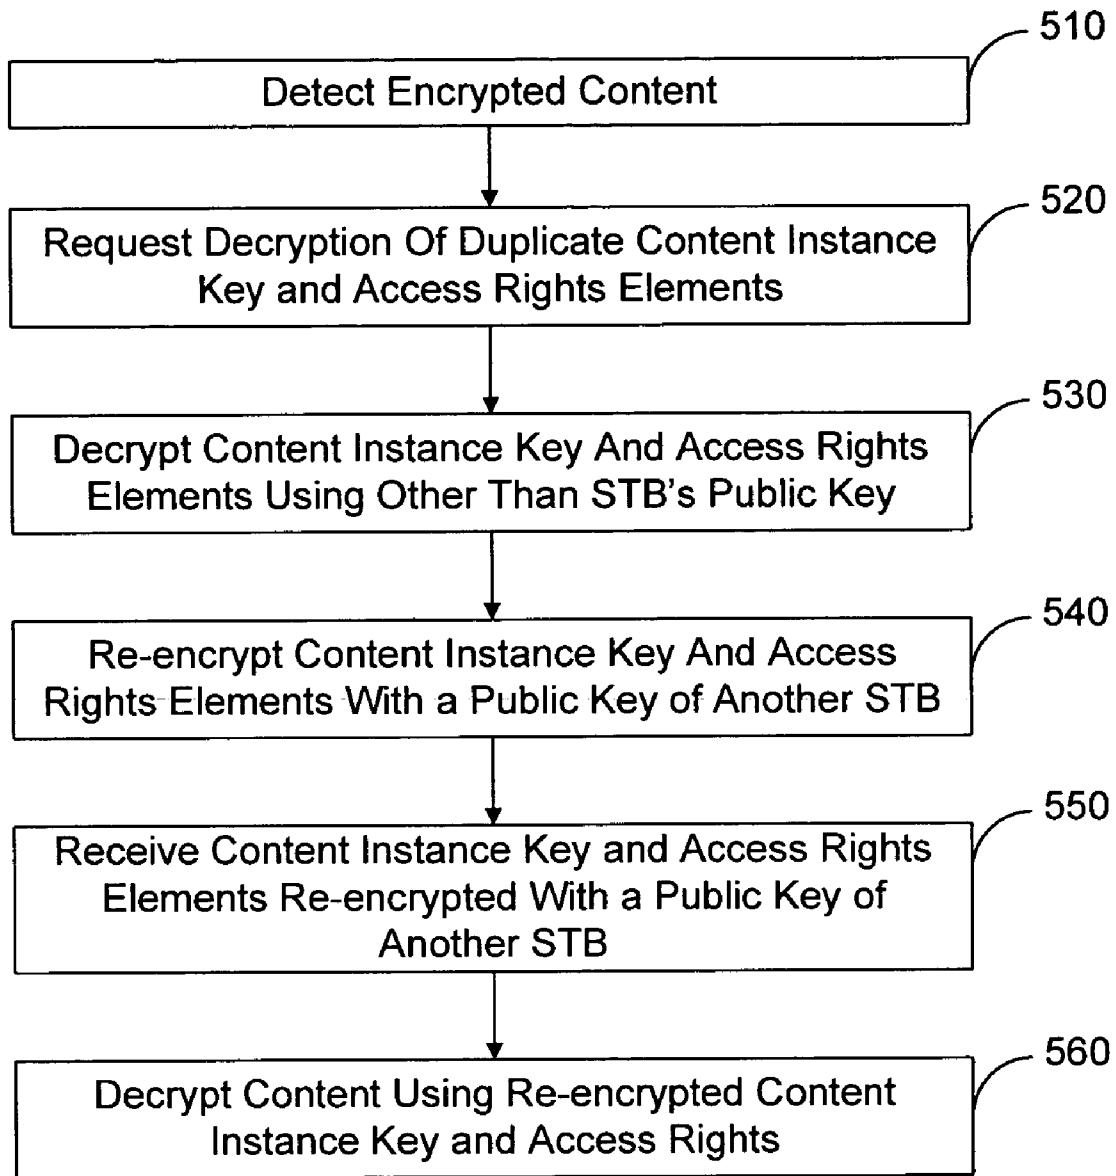 510
Detect Encrypted Content
520
Request Decryption Of Duplicate Content Instance
Key and Access Rights Elements
530
Decrypt Content Instance Key And Access Rights
Elements Using Other Than STB's Public Key
540
Re-encrypt Content Instance Key And Access
Rights Elements With a Public Key of Another STB
550
Receive Content Instance Key and Access Rights
Elements Re-encrypted With a Public Key of
Another STB
560
Decrypt Content Using Re-encrypted Content
Instance Key and Access Rights